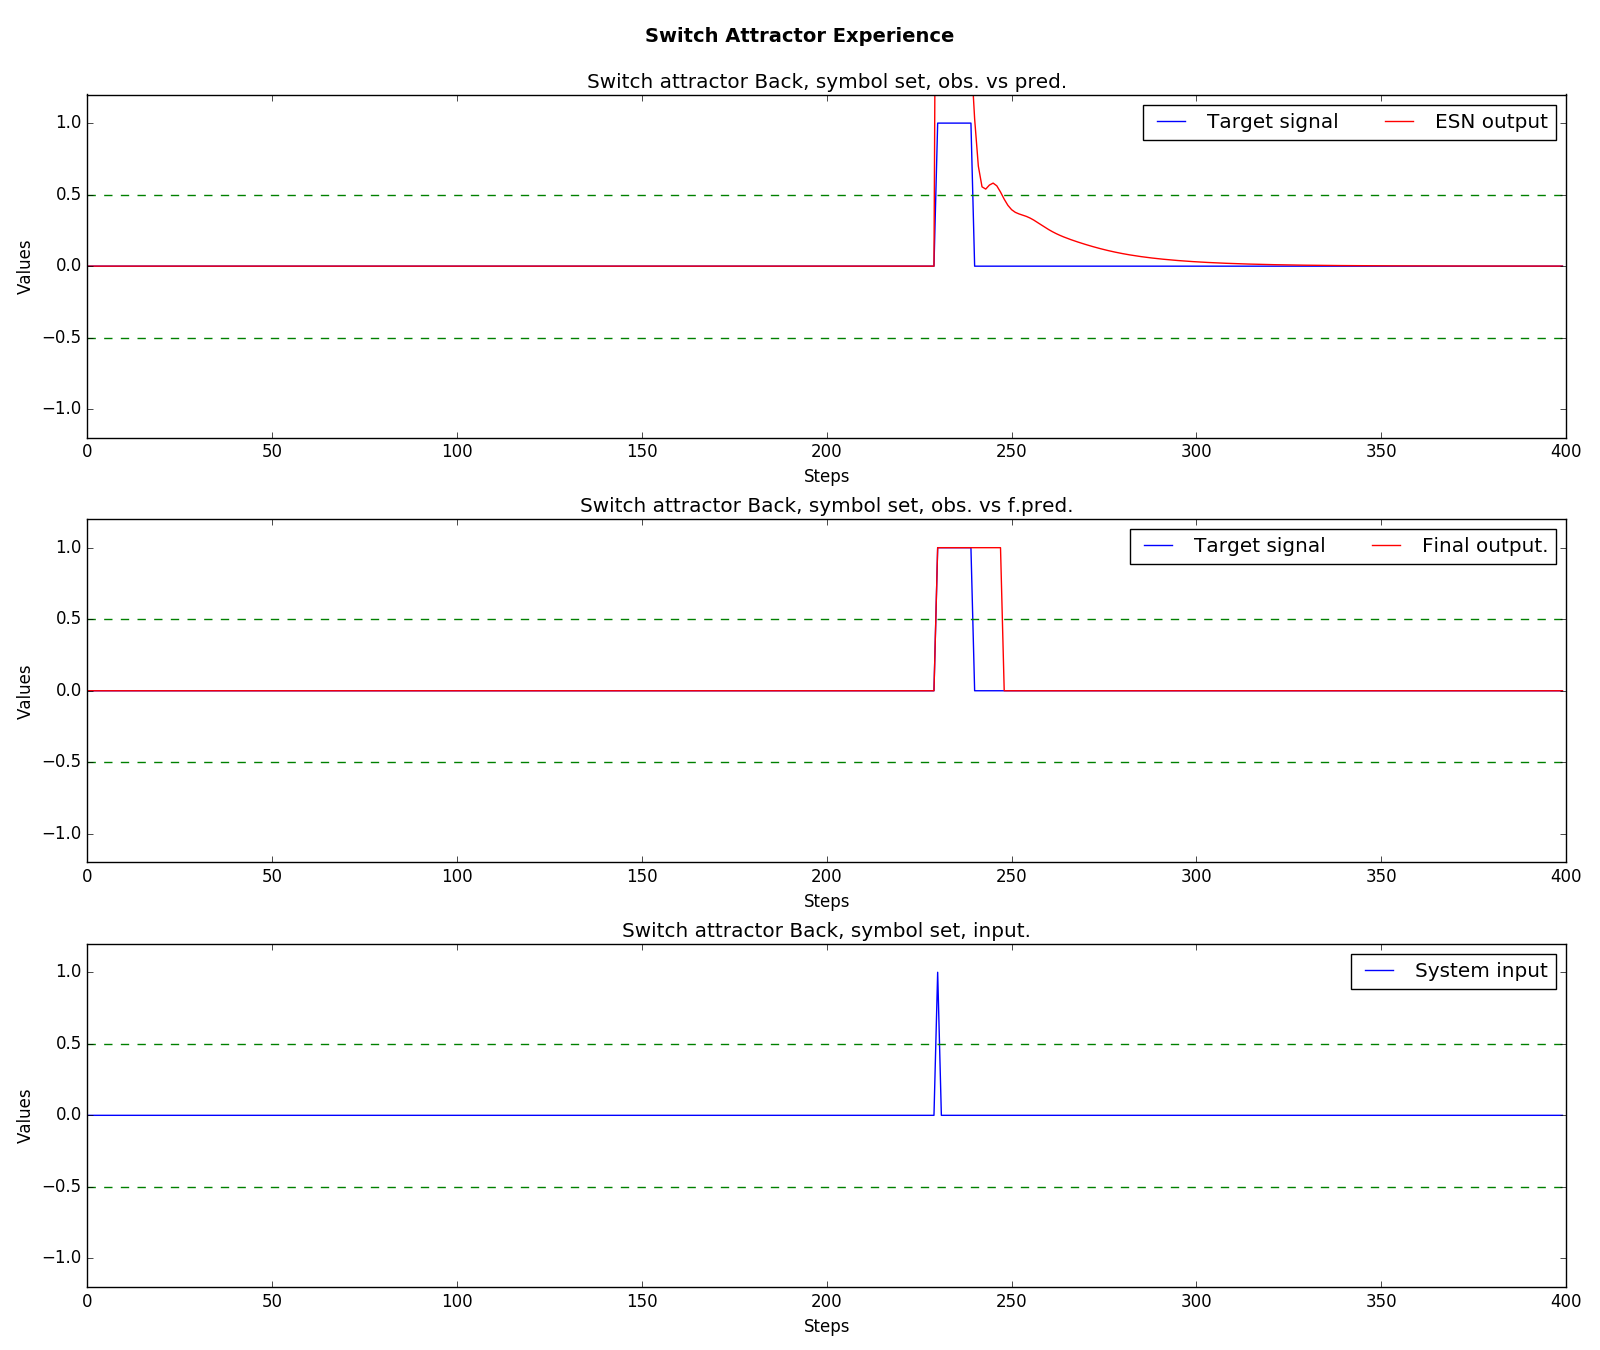 Switch Attractor Experience
Switch attractor Back, symbol set, obs. vs pred.
Target signal ESN output
1.0
0.5
0.0
−0.5
−1.0
Values
0 50 100 150 200 250 300 350 400
Steps
Switch attractor Back, symbol set, obs. vs f.pred.
Target signal Final output.
1.0
0.5
0.0
−0.5
−1.0
Values
0 50 100 150 200 250 300 350 400
Steps
Switch attractor Back, symbol set, input.
System input
1.0
0.5
0.0
−0.5
−1.0
Values
0 50 100 150 200 250 300 350 400
Steps